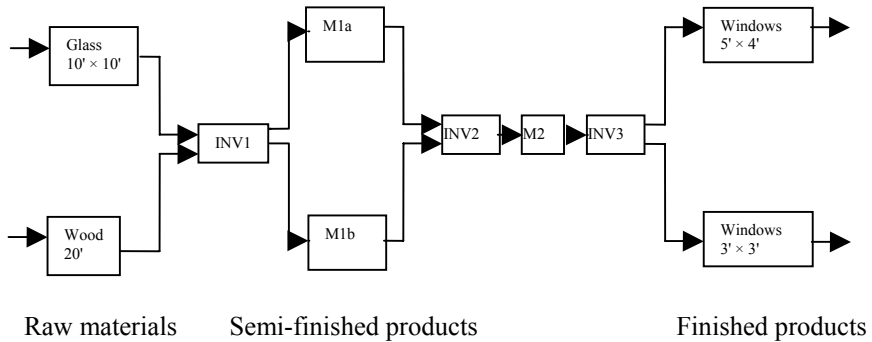 Glass
10' × 10'
Wood
20'
INV1
M1a
M1b
INV2
M2
INV3
Windows
5' × 4'
Windows
3' × 3'
Raw materials
Semi-finished products
Finished products